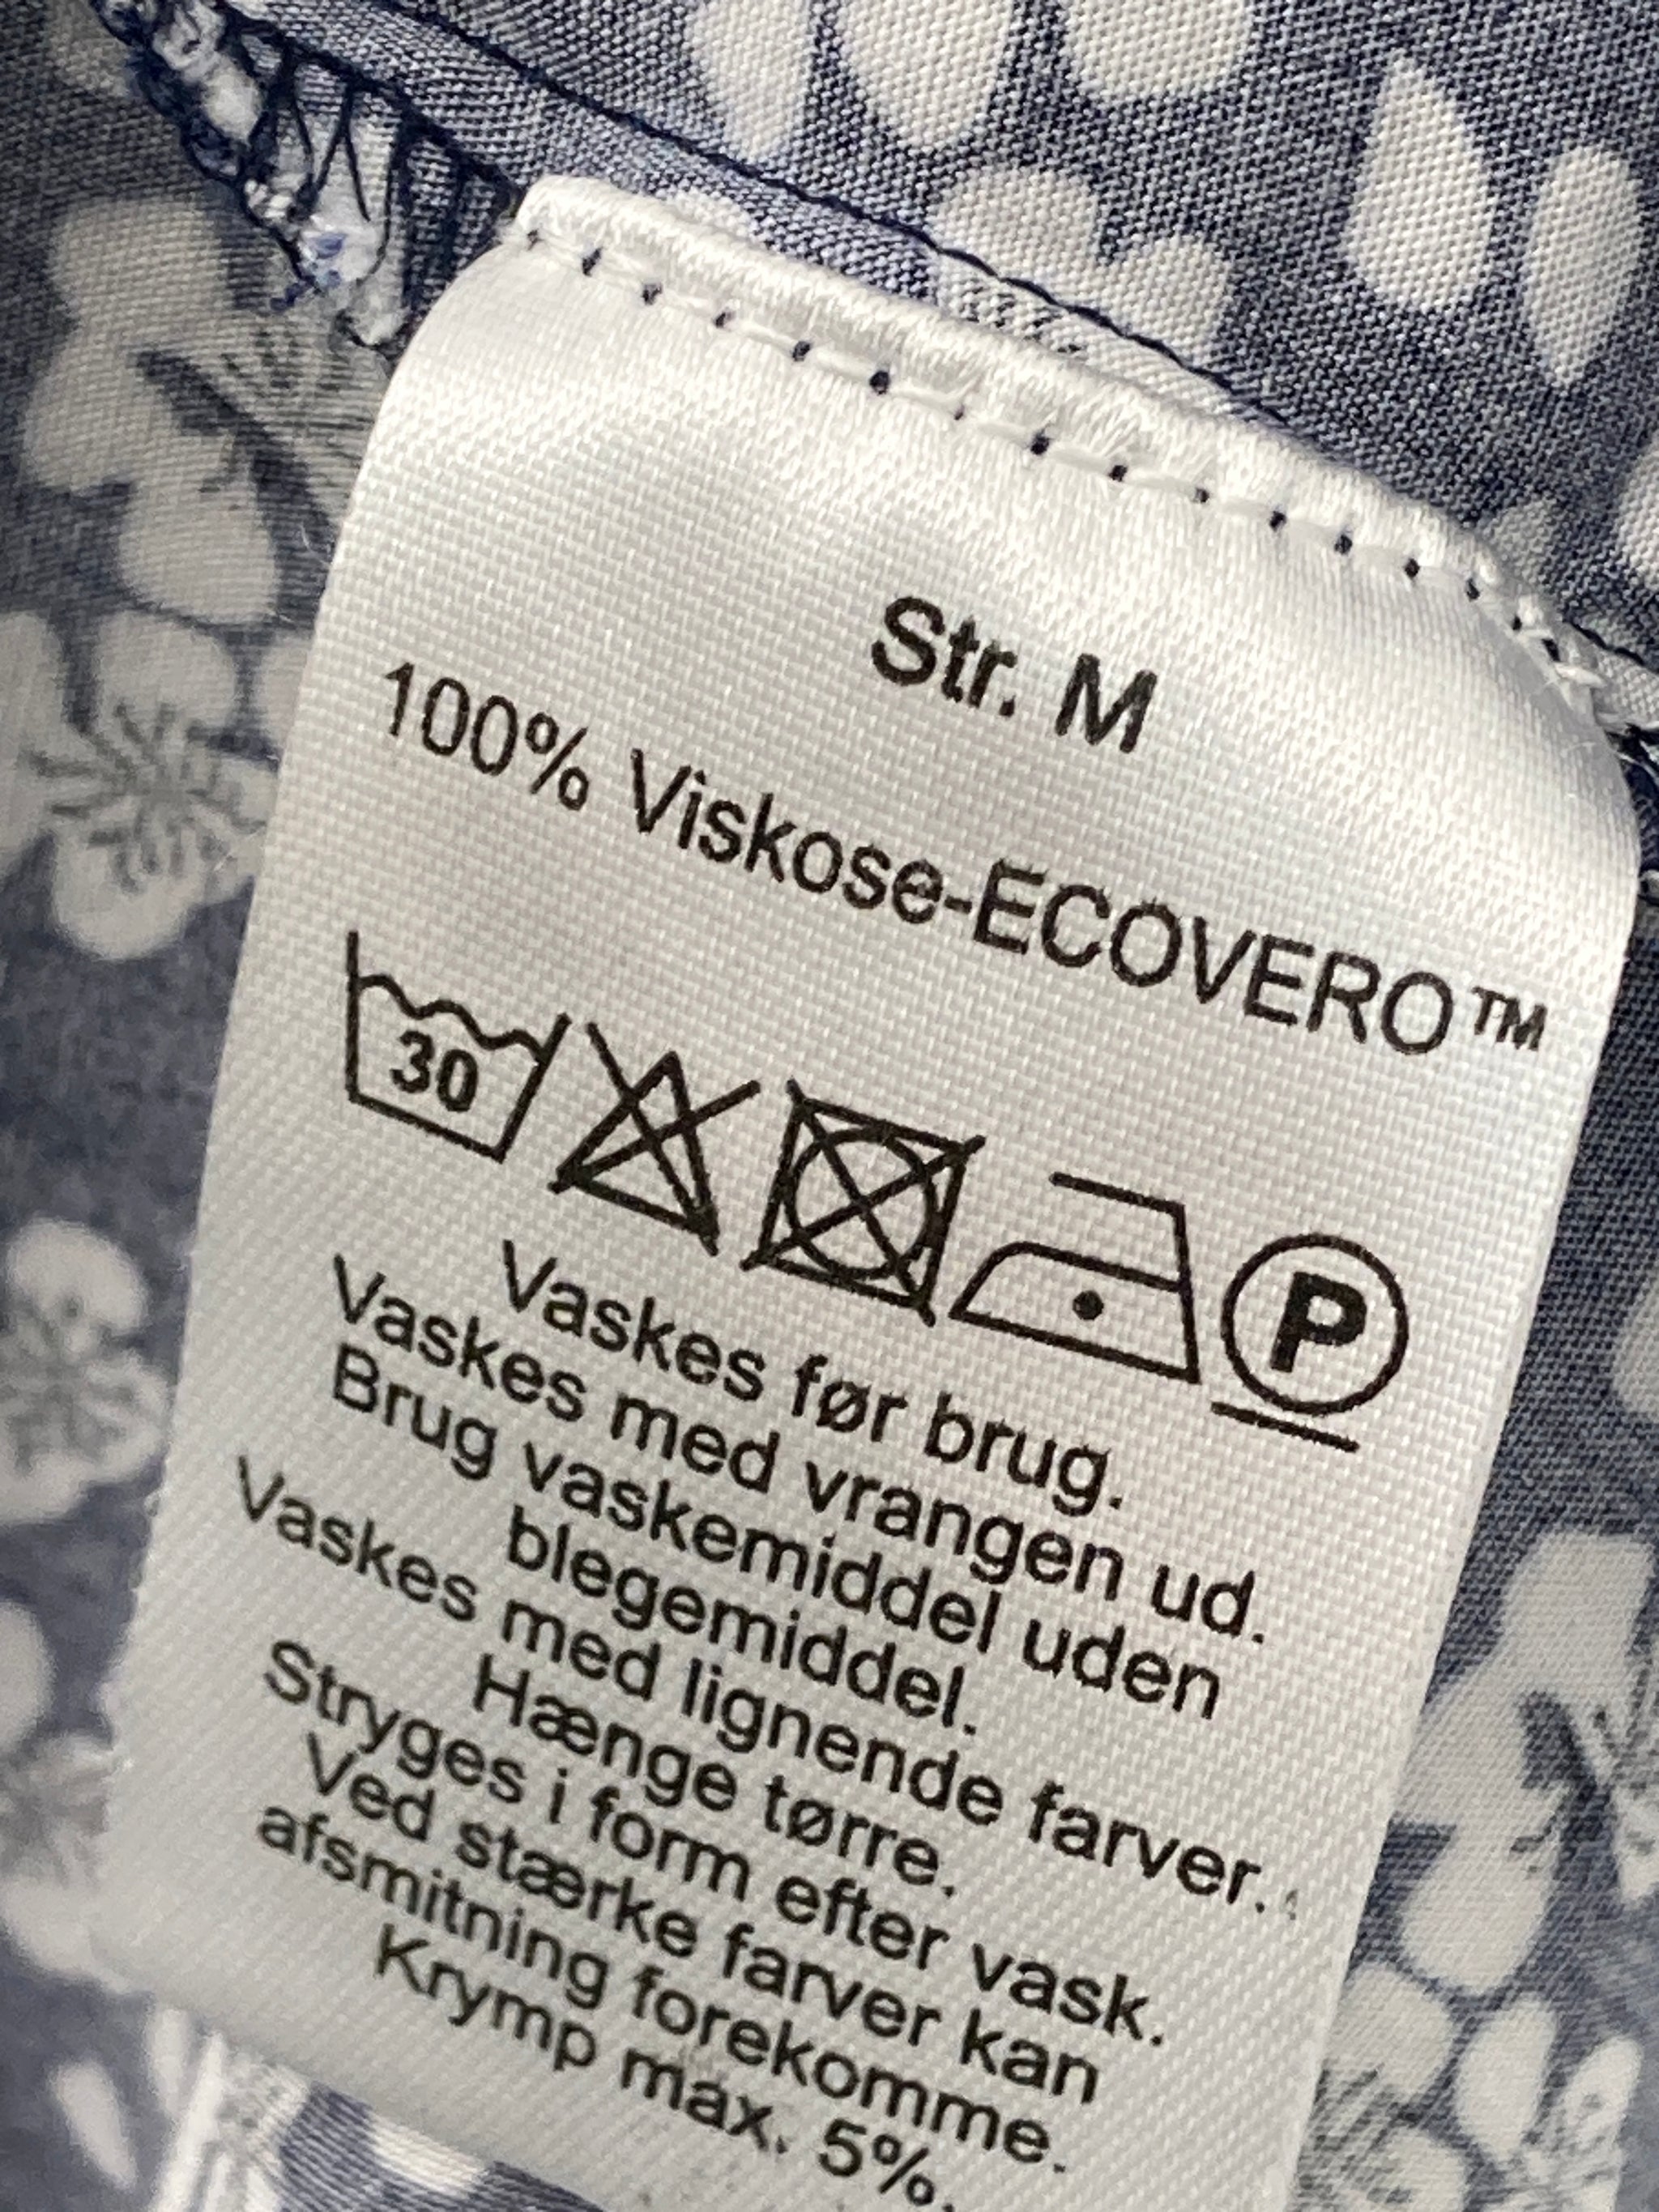 Str. M
100% Viskose-ECOVERO™
30
P
Vaskes før brug.
Vaskes med vrangen ud.
Brug vaskemiddel uden
blegemiddel.
Vaskes med lignende farver.
Hænge tørre.
Stryges i form efter vask.
Ved stærke farver kan
afsmitning forekomme.
Krymp max. 5%.